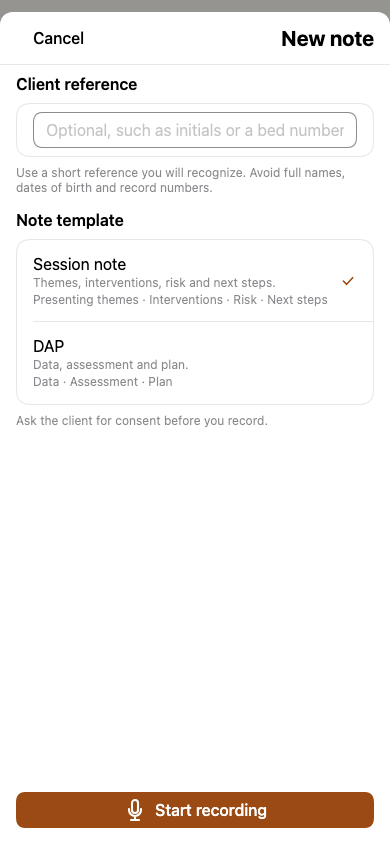 Cancel
New note
Client reference
Optional, such as initials or a bed number
Use a short reference you will recognize. Avoid full names,
dates of birth and record numbers.
Note template
Session note
Themes, interventions, risk and next steps.
Presenting themes · Interventions · Risk · Next steps
DAP
Data, assessment and plan.
Data · Assessment · Plan
Ask the client for consent before you record.
Start recording